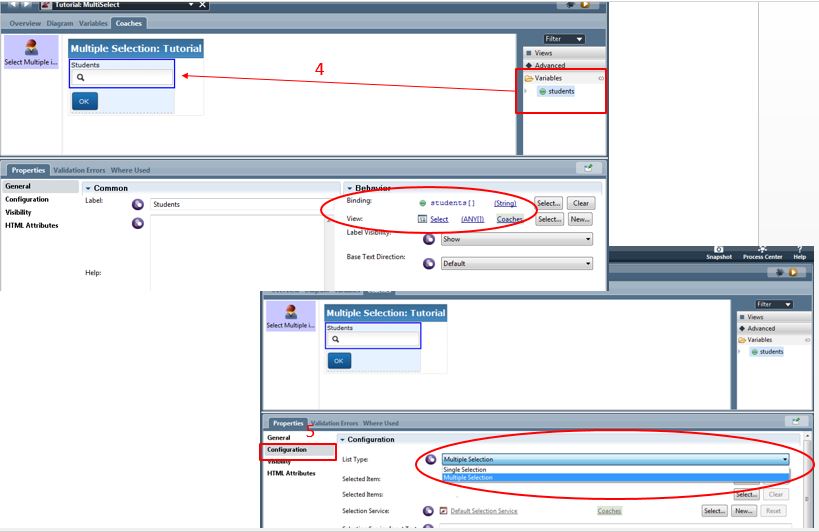 Tutorial: MultiSelect
Overview Diagram Variables Coaches
Select Multiple i...
Multiple Selection: Tutorial
Students
OK
4
Filter
Views
Advanced
Variables
students
Properties Validation Errors Where Used
General
Configuration
Visibility
HTML Attributes
Common
Label: Students
Help:
Behavior
Binding: students[] (String) Select... Clear
View: Select (ANY[]) Coaches Select... New...
Label Visibility: Show
Base Text Direction: Default
Snapshot Process Center Help
Select Multiple i...
Multiple Selection: Tutorial
Students
OK
Filter
Views
Advanced
Variables
students
Properties Validation Errors Where Used
5
General
Configuration
Visibility
HTML Attributes
Configuration
List Type: Multiple Selection
Single Selection
Multiple Selection
Selected Item:
Selected Items: Select... Clear
Selection Service: Default Selection Service Coaches Select... New... Reset